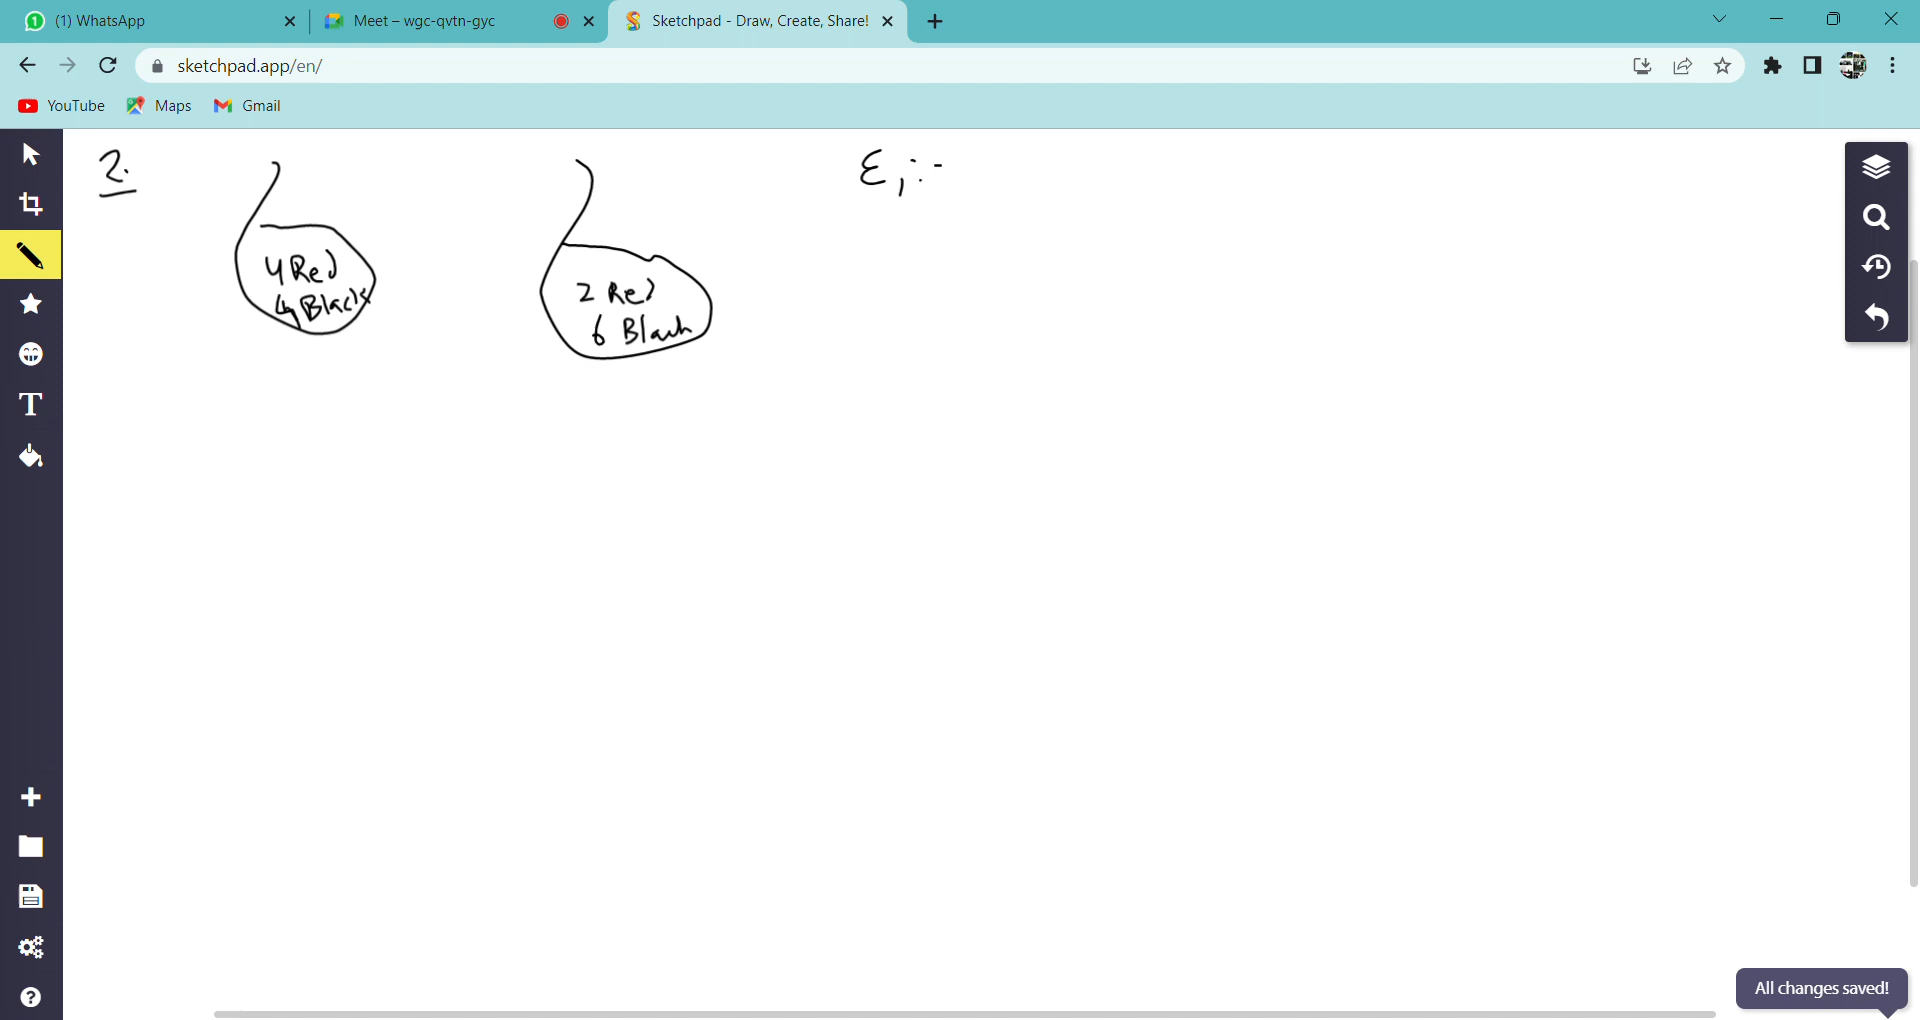 (1) WhatsApp
Meet – wgc-qvtn-gyc
Sketchpad - Draw, Create, Share!
sketchpad.app/en/
YouTube
Maps
Gmail
2.
4 Red
4 Black
2 Red
6 Black
E, :-
T
All changes saved!